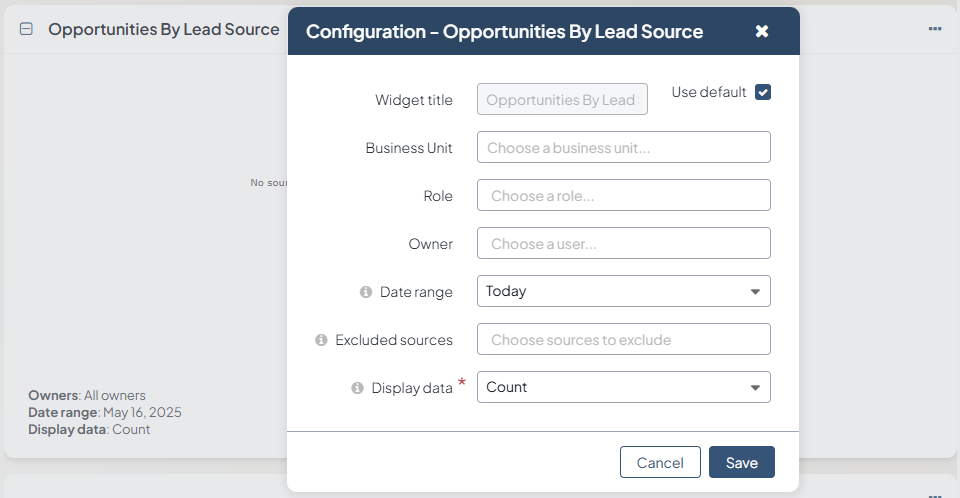 Opportunities By Lead Source
Configuration - Opportunities By Lead Source
Widget title
Opportunities By Lead
Use default
Business Unit
Choose a business unit...
Role
Choose a role...
Owner
Choose a user...
Date range
Today
Excluded sources
Choose sources to exclude
Display data *
Count
Cancel
Save
No
Owners: All owners
Date range: May 16, 2025
Display data: Count